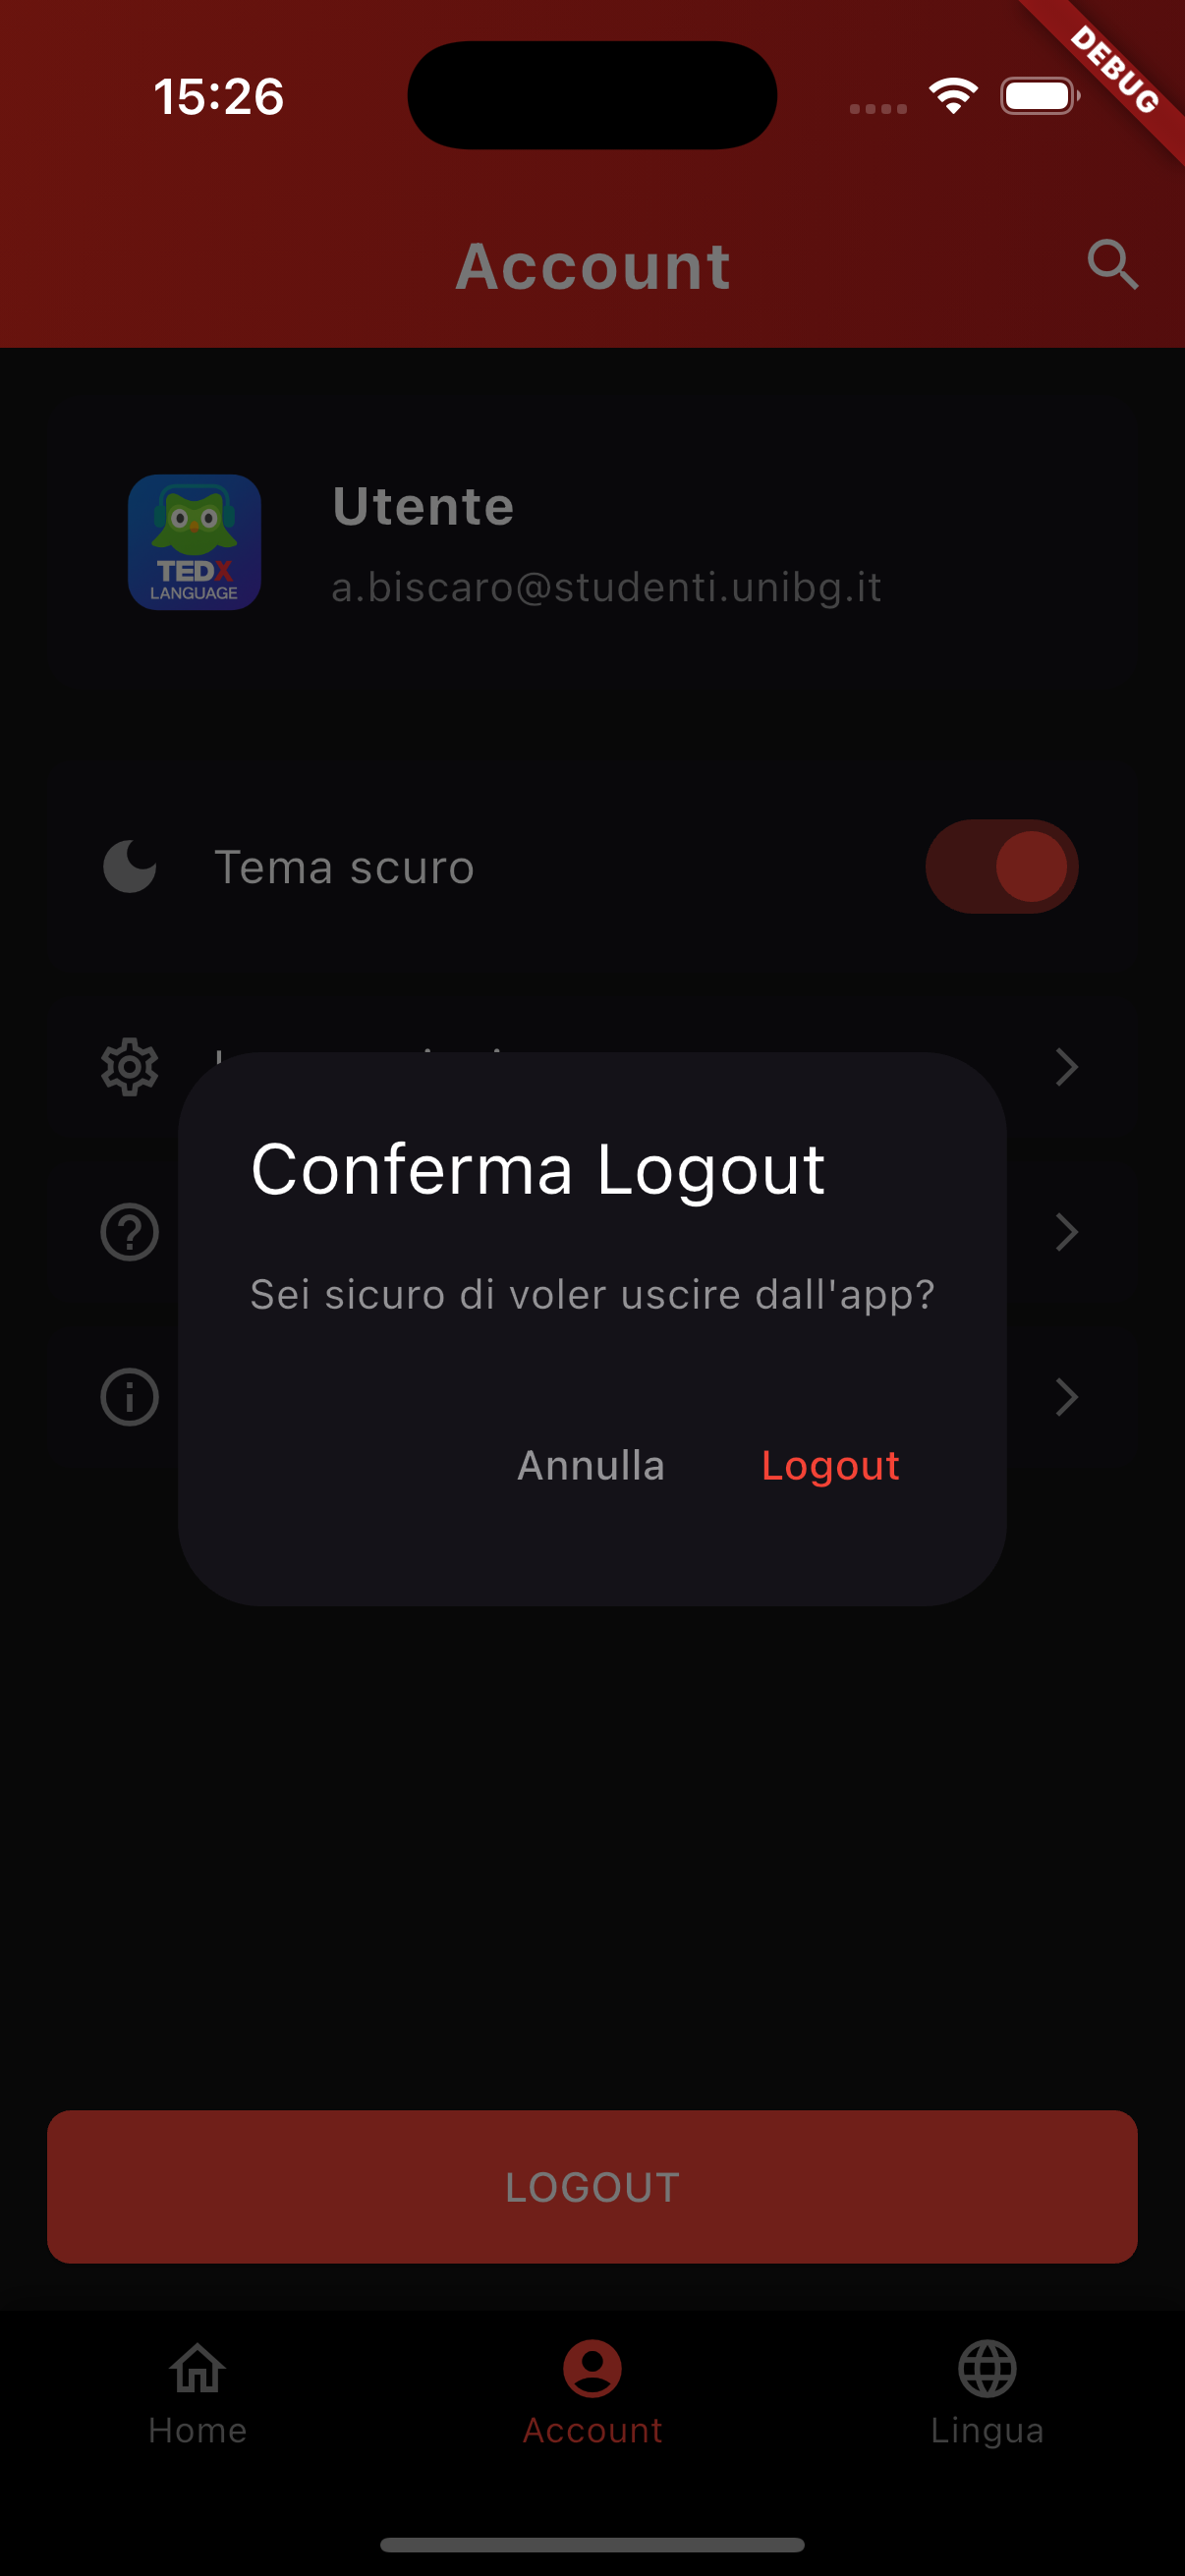 15:26
DEBUG
Account
Utente
a.biscaro@studenti.unibg.it
TEDX
LANGUAGE
Tema scuro
Conferma Logout
Sei sicuro di voler uscire dall'app?
Annulla
Logout
LOGOUT
Home
Account
Lingua